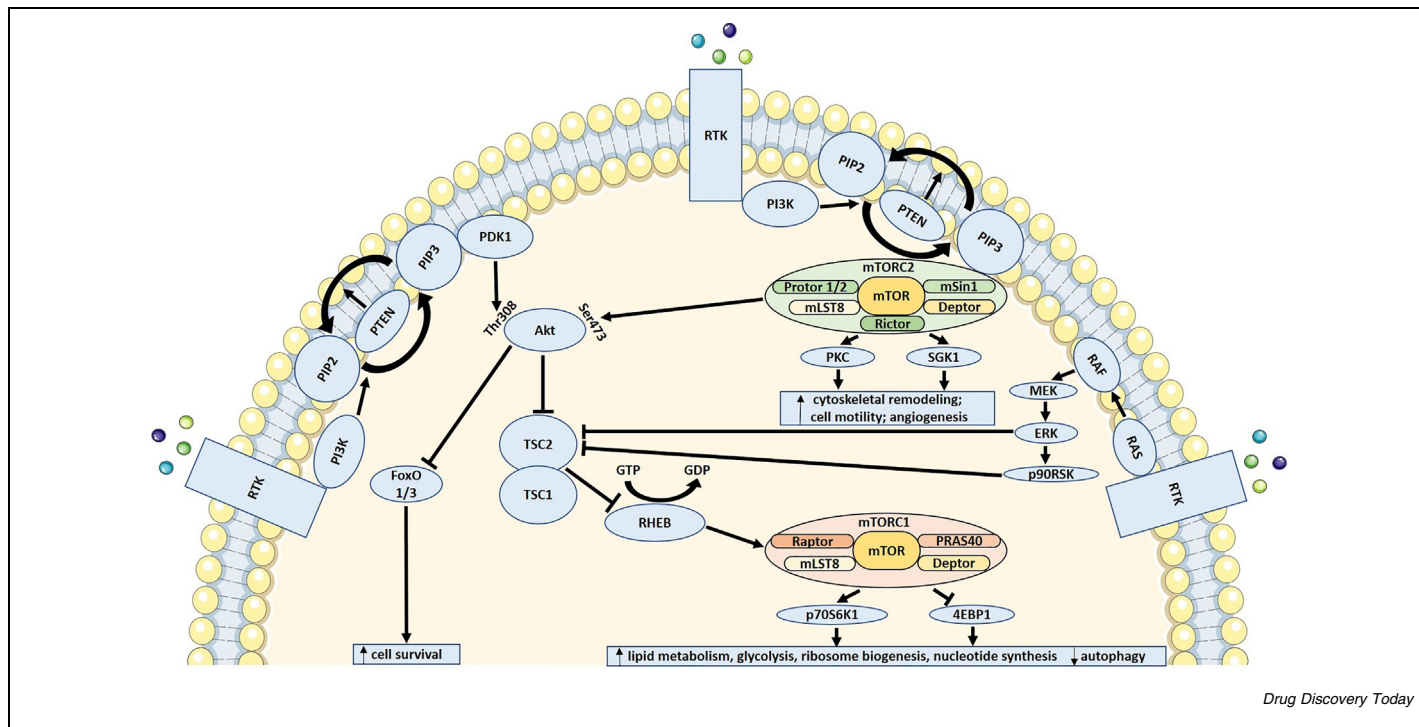 RTK
PI3K
PIP2
PTEN
PIP3
PIP3
PDK1
PTEN
PIP2
PI3K
RTK
Thr308
Akt
Ser473
mTORC2
Protor 1/2
mTOR
mSin1
mLST8
Deptor
Rictor
PKC
SGK1
cytoskeletal remodeling;
cell motility; angiogenesis
RAF
MEK
ERK
RAS
p90RSK
RTK
TSC2
TSC1
FoxO
1/3
GTP
GDP
RHEB
mTORC1
Raptor
mTOR
PRAS40
mLST8
Deptor
p70S6K1
4EBP1
cell survival
lipid metabolism, glycolysis, ribosome biogenesis, nucleotide synthesis autophagy
Drug Discovery Today